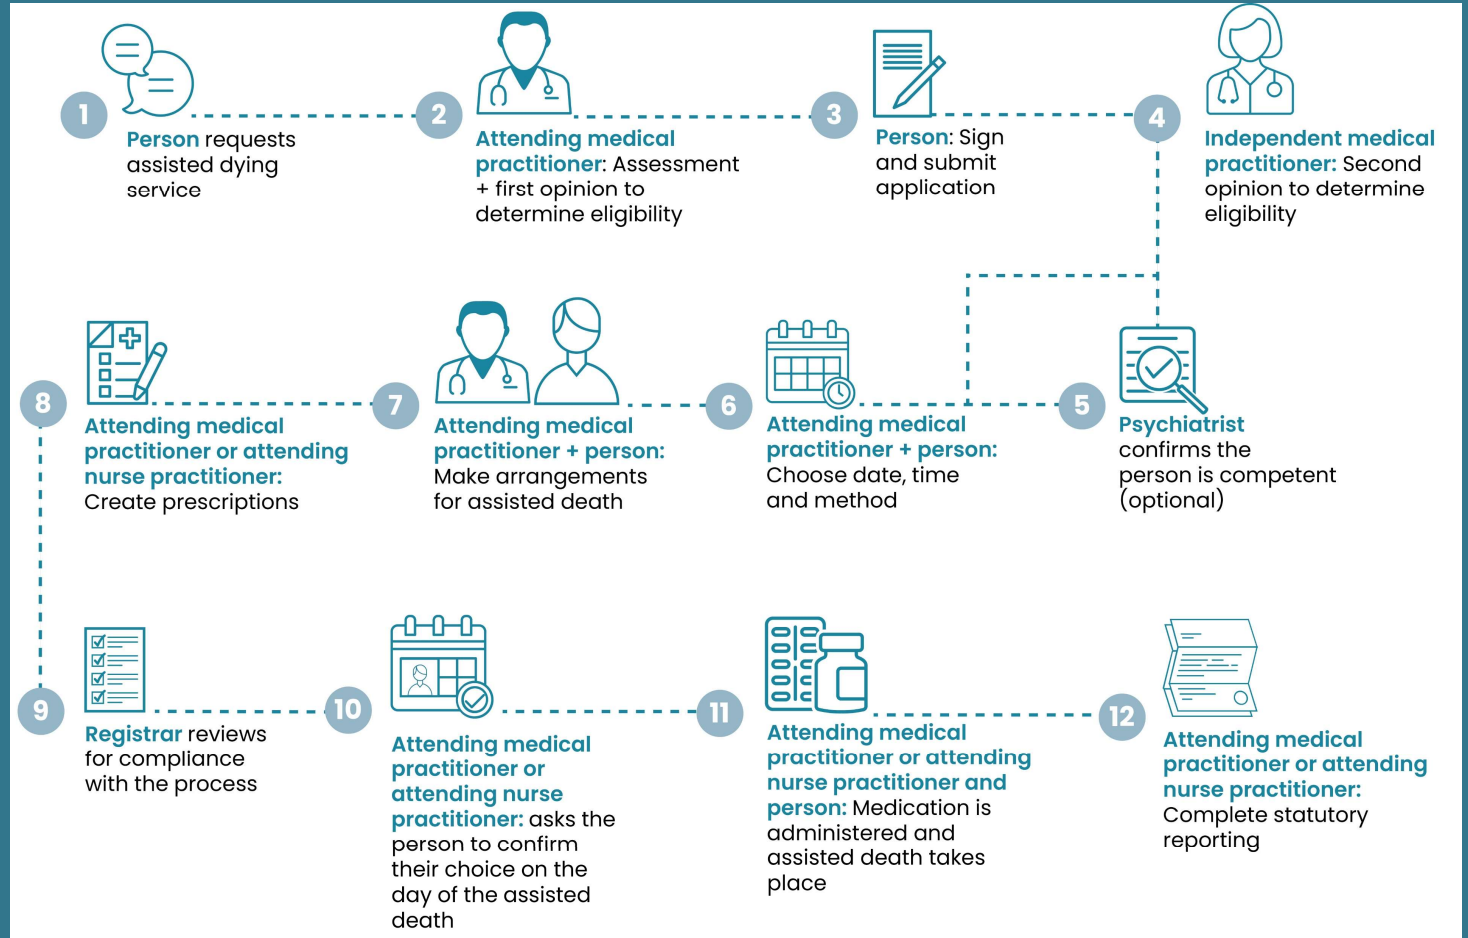 1
Person requests
assisted dying
service
2
Attending medical
practitioner: Assessment
+ first opinion to
determine eligibility
3
Person: Sign
and submit
application
4
Independent medical
practitioner: Second
opinion to determine
eligibility
5
Psychiatrist
confirms the
person is competent
(optional)
6
Attending medical
practitioner + person:
Choose date, time
and method
7
Attending medical
practitioner + person:
Make arrangements
for assisted death
8
Attending medical
practitioner or attending
nurse practitioner:
Create prescriptions
9
Registrar reviews
for compliance
with the process
10
Attending medical
practitioner or
attending nurse
practitioner: asks the
person to confirm
their choice on the
day of the assisted
death
11
Attending medical
practitioner or attending
nurse practitioner and
person: Medication is
administered and
assisted death takes
place
12
Attending medical
practitioner or attending
nurse practitioner:
Complete statutory
reporting